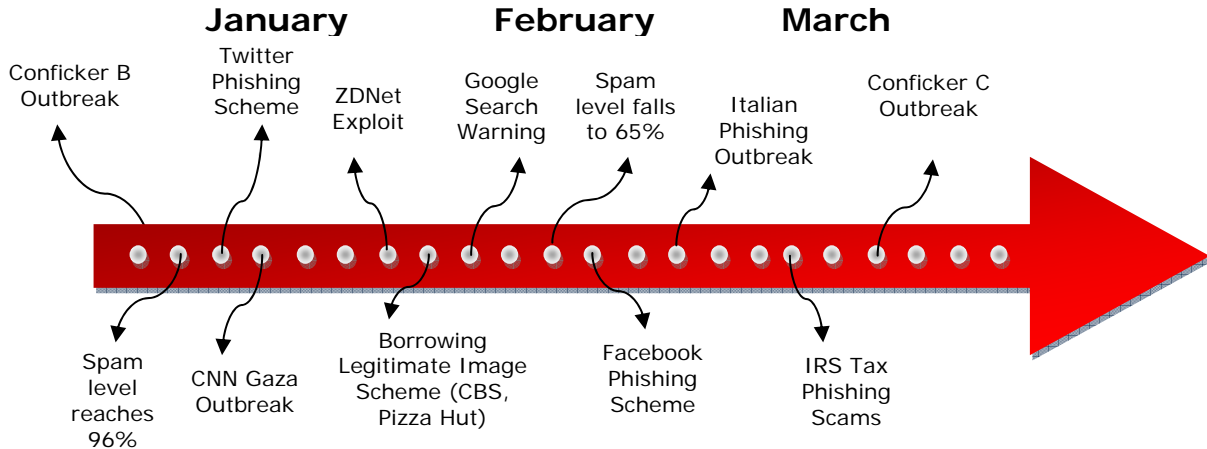 January February March
Conficker B
Outbreak
Twitter
Phishing
Scheme
ZDNet
Exploit
Google
Search
Warning
Spam
level falls
to 65%
Italian
Phishing
Outbreak
Conficker C
Outbreak
Spam
level
reaches
96%
CNN Gaza
Outbreak
Borrowing
Legitimate Image
Scheme (CBS,
Pizza Hut)
Facebook
Phishing
Scheme
IRS Tax
Phishing
Scams